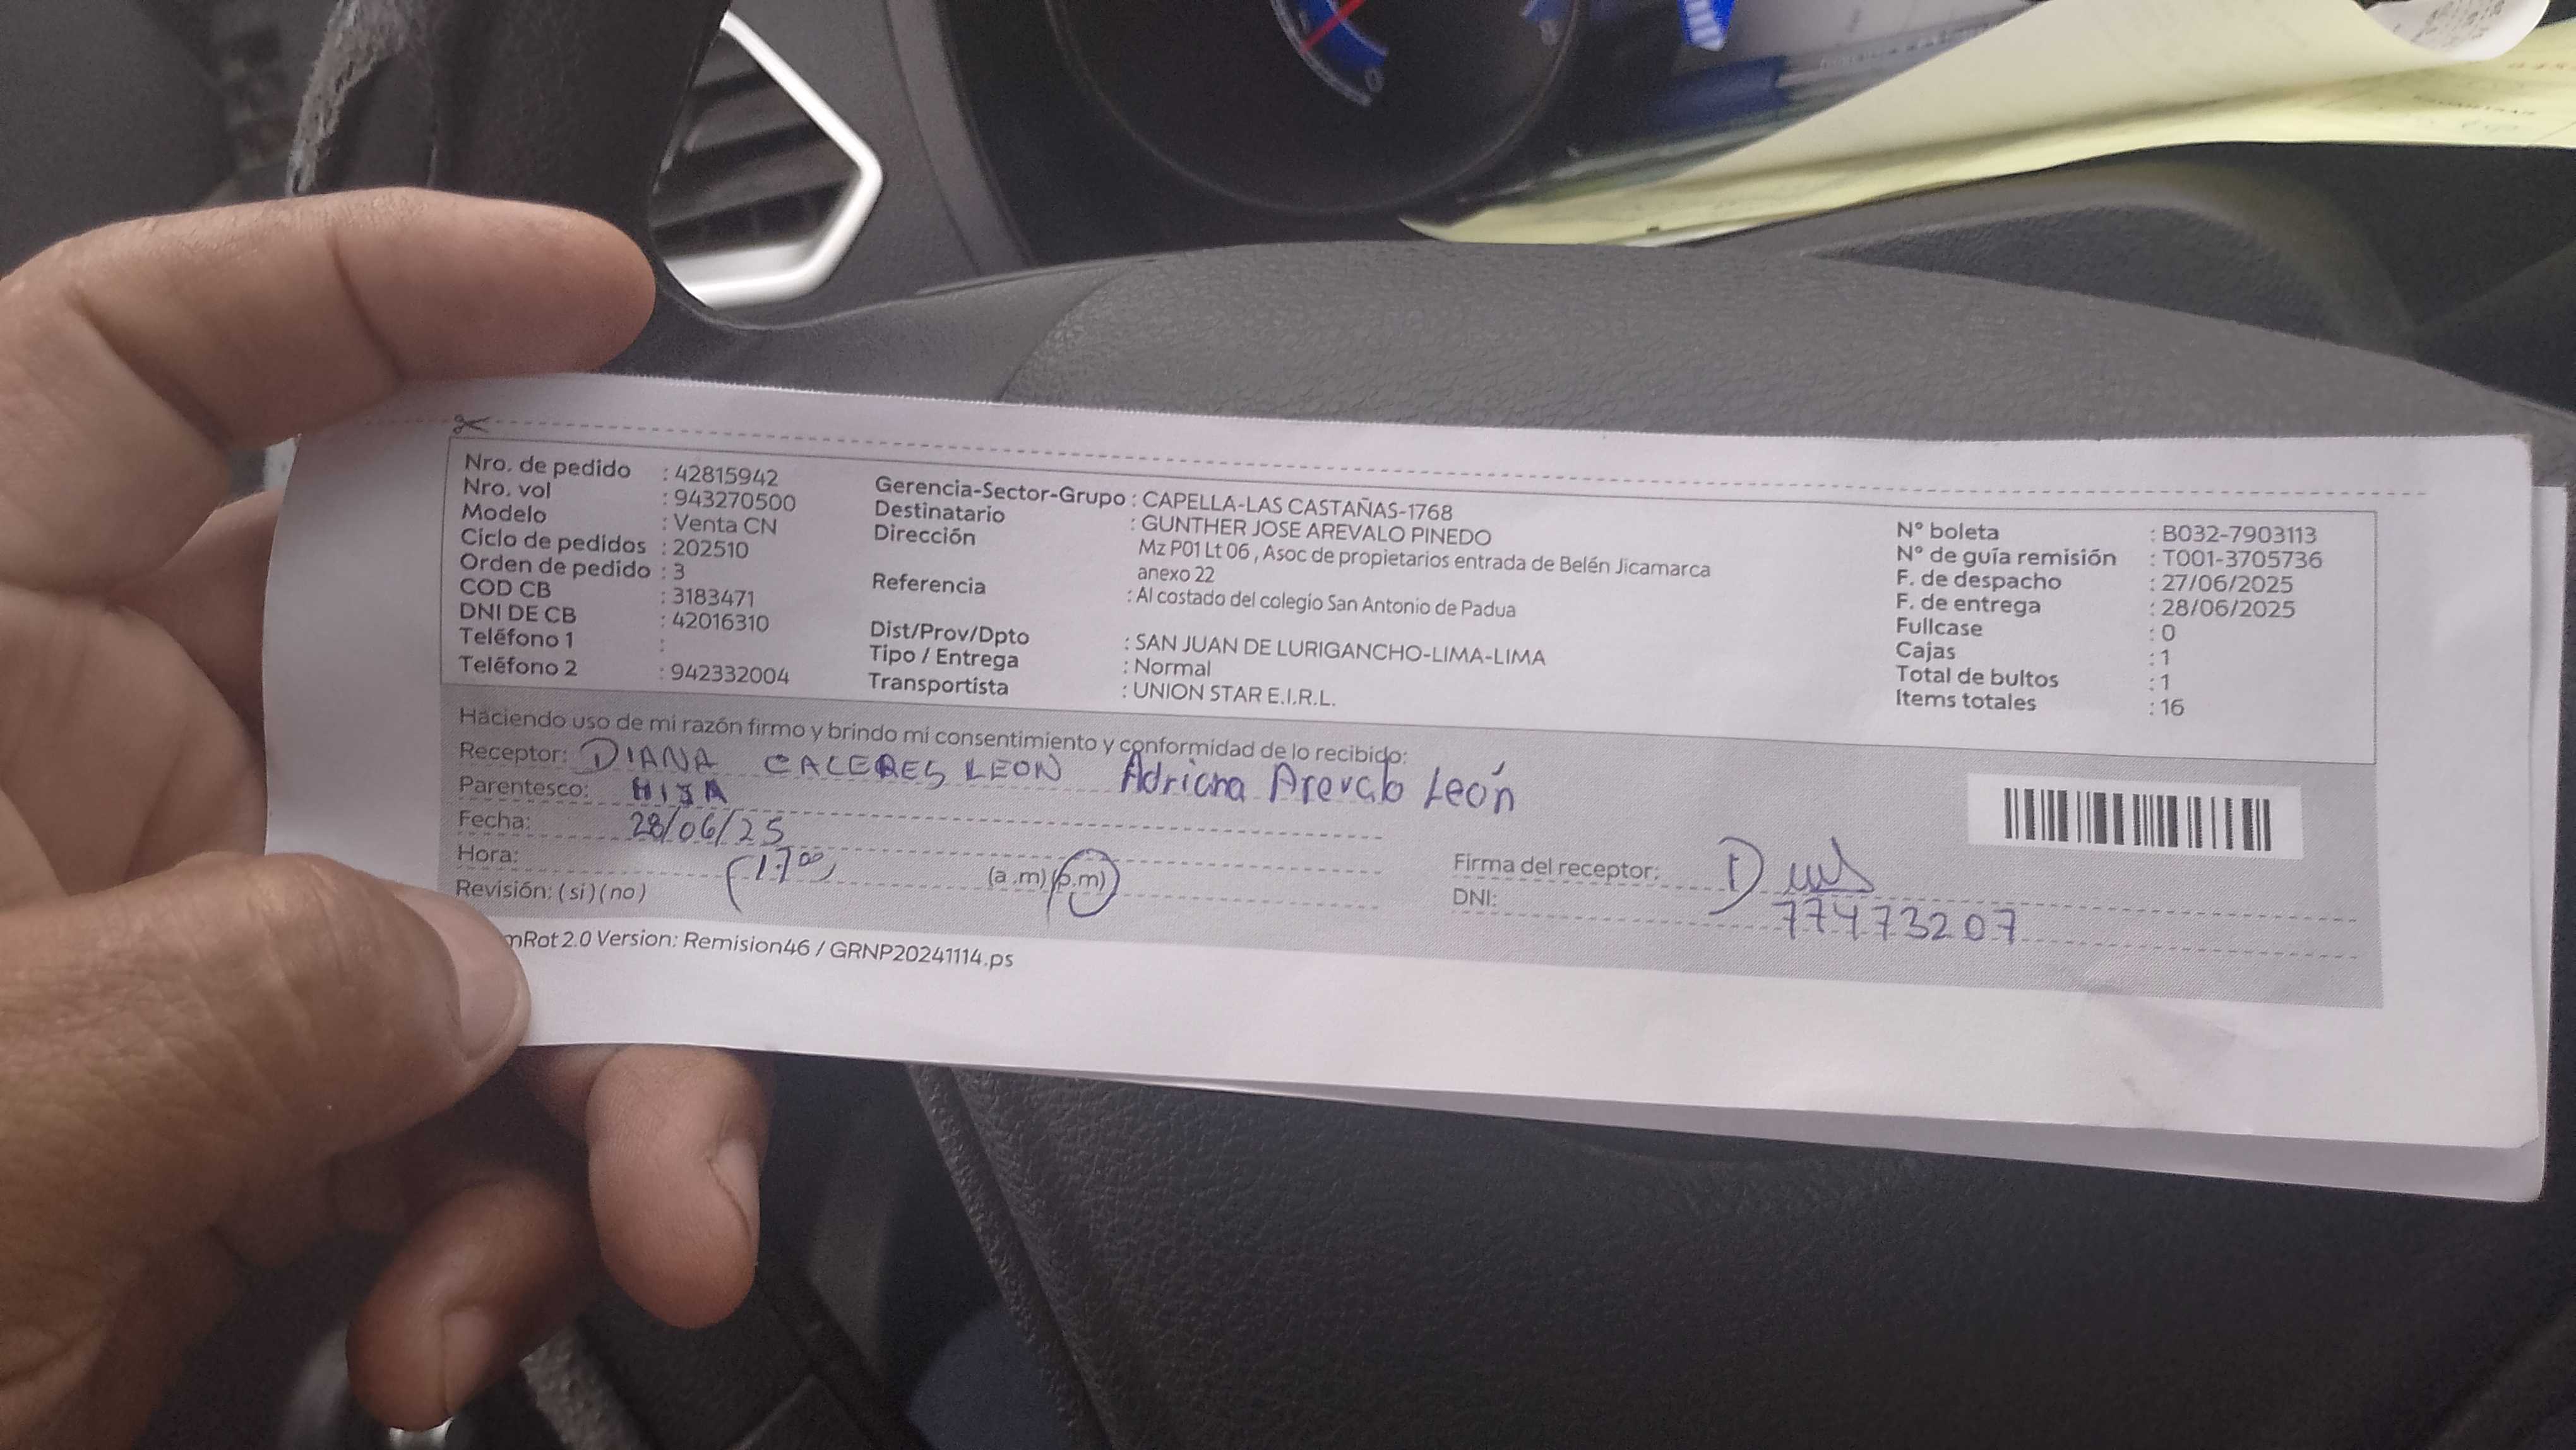 Nro. de pedido : 42815942
Nro. vol : 943270500
Modelo : Venta CN
Ciclo de pedidos : 202510
Orden de pedido : 3
COD CB : 3183471
DNI DE CB : 42016310
Teléfono 1 :
Teléfono 2 : 942332004
Gerencia-Sector-Grupo : CAPELLA-LAS CASTAÑAS-1768
Destinatario : GUNTHER JOSE AREVALO PINEDO
Dirección Mz P01 Lt 06 , Asoc de propietarios entrada de Belén Jicamarca
anexo 22
Referencia : Al costado del colegio San Antonio de Padua
Dist/Prov/Dpto : SAN JUAN DE LURIGANCHO-LIMA-LIMA
Tipo / Entrega : Normal
Transportista : UNION STAR E.I.R.L.
N° boleta : B032-7903113
N° de guía remisión : T001-3705736
F. de despacho : 27/06/2025
F. de entrega : 28/06/2025
Fullcase : 0
Cajas : 1
Total de bultos : 1
Items totales : 16
Haciendo uso de mi razón firmo y brindo mi consentimiento y conformidad de lo recibido:
Receptor: DIANA CACERES LEON Adriana Arevalo León
Parentesco: HIJA
Fecha: 28/06/25
Hora: 17:00 (a .m) (p.m)
Revisión: (si) (no)
Firma del receptor:
DNI: 77473207
mRot 2.0 Version: Remision46 / GRNP20241114.ps